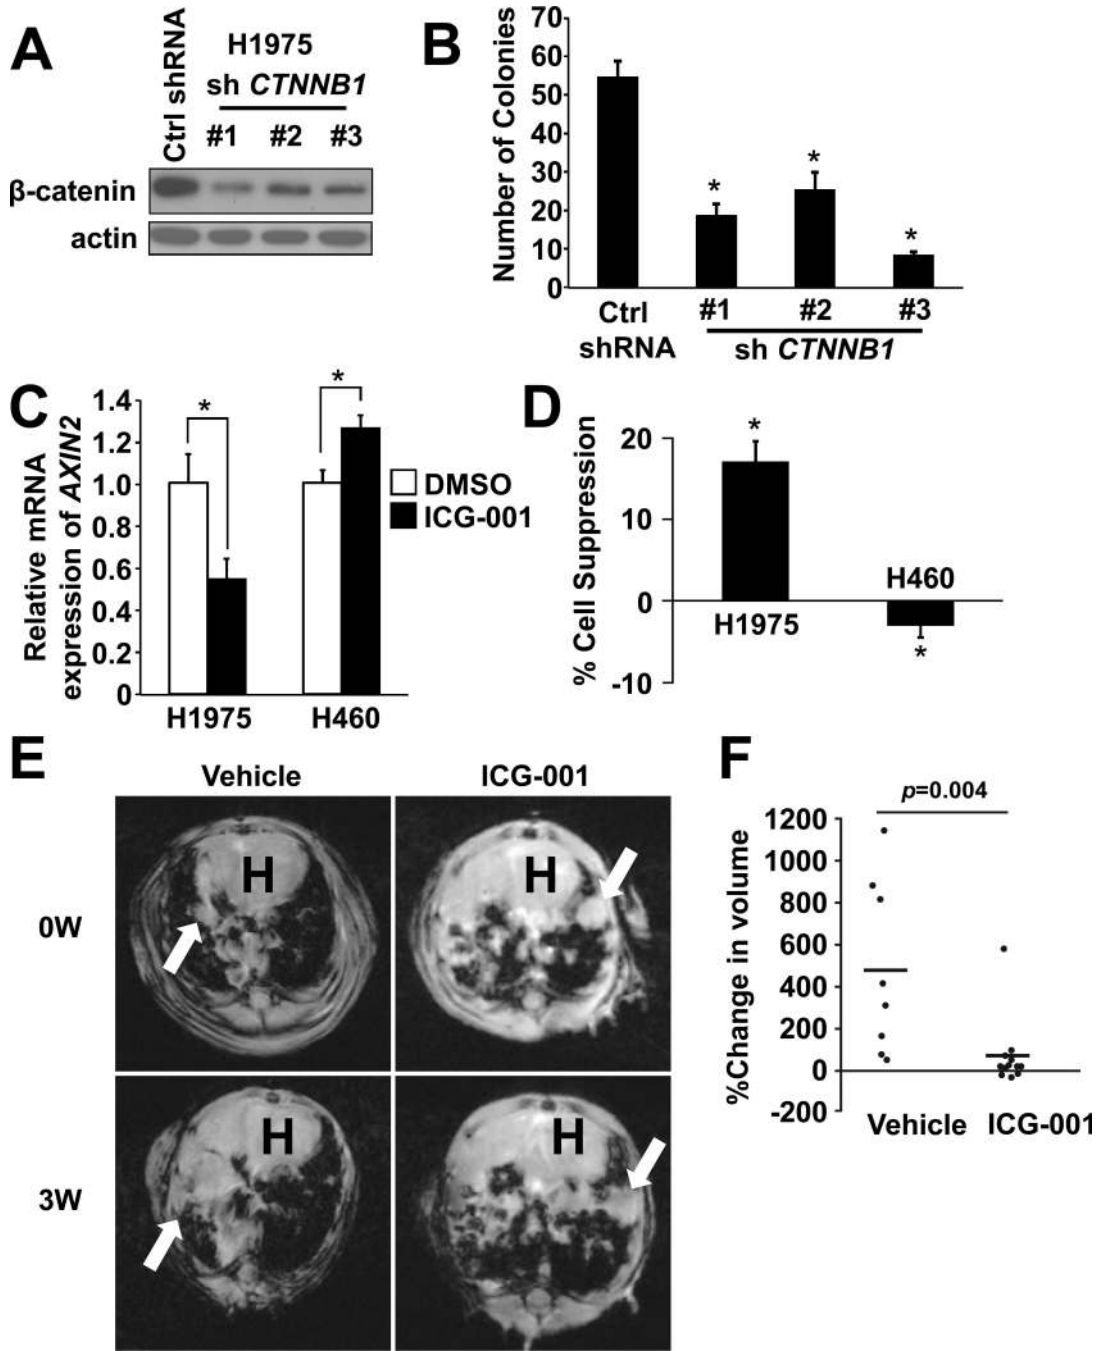 A
Ctrl shRNA
H1975
sh CTNNB1
#1 #2 #3
β-catenin
actin
B
Number of Colonies
70
60
50
40
30
20
10
0
* * *
Ctrl
shRNA
#1 #2 #3
sh CTNNB1
C
Relative mRNA
expression of AXIN2
1.4
1.2
1.0
0.8
0.6
0.4
0.2
0
* *
DMSO
ICG-001
H1975 H460
D
% Cell Suppression
20
10
0
-10
*
H1975
H460
*
E
Vehicle ICG-001
0W
H H
3W
H H
F
p=0.004
%Change in volume
1200
1000
800
600
400
200
0
-200
Vehicle ICG-001